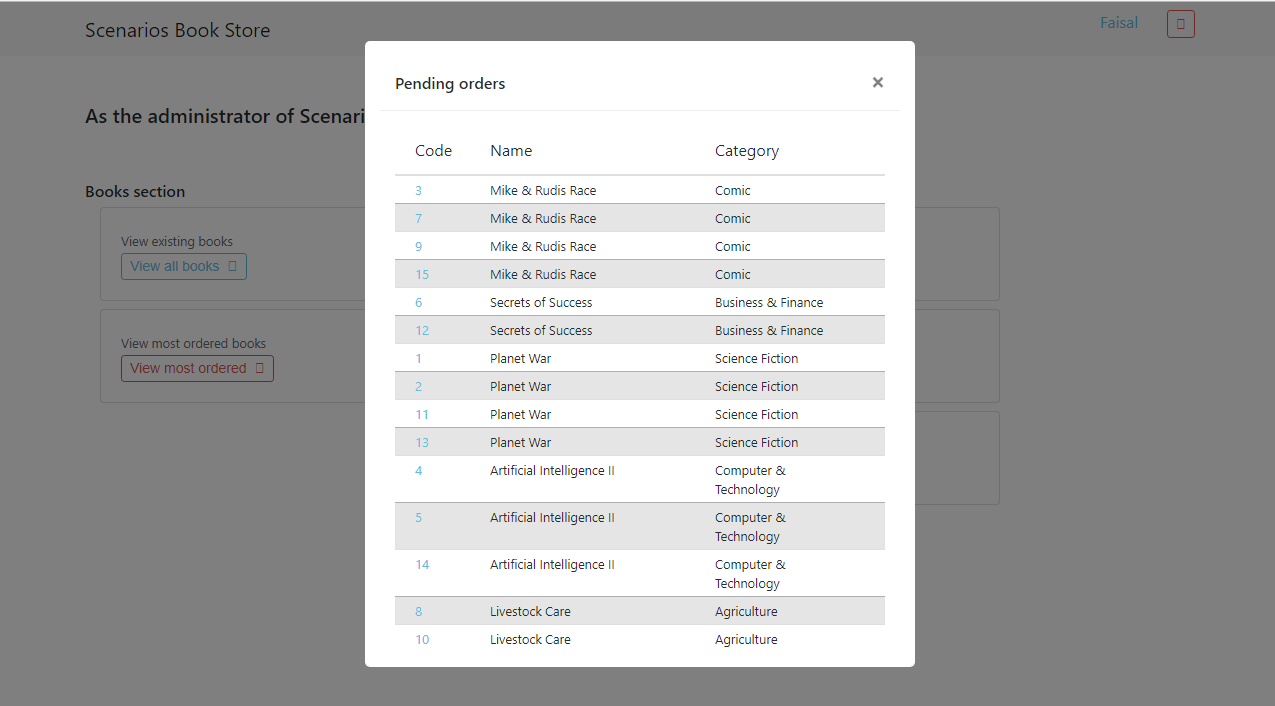 Scenarios Book Store
Faisal
Pending orders ×
As the administrator of Scenari
Code Name Category
Books section
3 Mike & Rudis Race Comic
7 Mike & Rudis Race Comic
View existing books
9 Mike & Rudis Race Comic
View all books
15 Mike & Rudis Race Comic
6 Secrets of Success Business & Finance
12 Secrets of Success Business & Finance
View most ordered books
1 Planet War Science Fiction
View most ordered
2 Planet War Science Fiction
11 Planet War Science Fiction
13 Planet War Science Fiction
4 Artificial Intelligence II Computer &
Technology
5 Artificial Intelligence II Computer &
Technology
14 Artificial Intelligence II Computer &
Technology
8 Livestock Care Agriculture
10 Livestock Care Agriculture